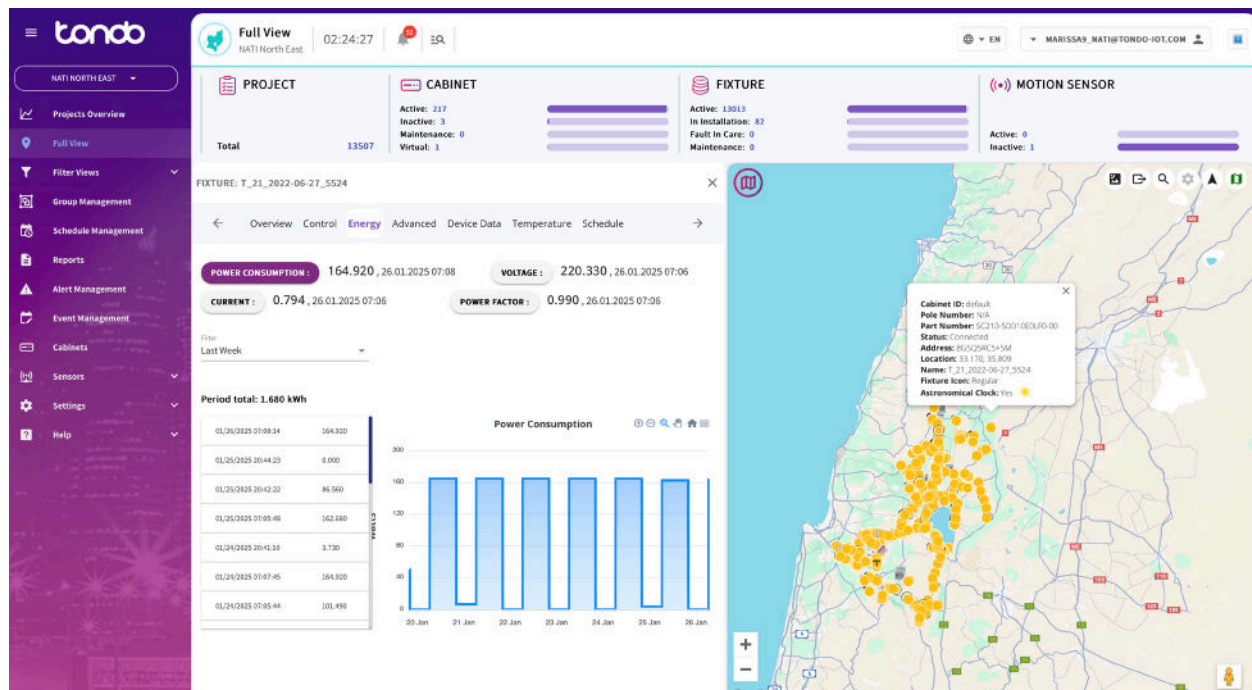 tondo
NATI NORTH EAST
Projects Overview
Full View
Filter Views
Group Management
Schedule Management
Reports
Alert Management
Event Management
Cabinets
Sensors
Settings
Help
Full View
NATI North East
02:24:27
52
EN
MARISSA9_NATI@TONDO-IOT.COM
PROJECT
Total 13507
CABINET
Active: 217
Inactive: 3
Maintenance: 0
Virtual: 1
FIXTURE
Active: 13013
In Installation: 82
Fault In Care: 0
Maintenance: 0
MOTION SENSOR
Active: 0
Inactive: 1
FIXTURE: T_21_2022-06-27_5524
Overview Control Energy Advanced Device Data Temperature Schedule
POWER CONSUMPTION : 164.920 , 26.01.2025 07:08 VOLTAGE : 220.330 , 26.01.2025 07:06
CURRENT : 0.794 , 26.01.2025 07:06 POWER FACTOR : 0.990 , 26.01.2025 07:06
Filter
Last Week
Period total: 1.680 kWh
01/26/2025 07:08:14 164.920
01/25/2025 20:44:23 0.000
01/25/2025 20:42:22 86.560
01/25/2025 07:05:48 162.680
01/24/2025 20:41:10 3.730
01/24/2025 07:07:45 164.920
01/24/2025 07:05:44 101.490
Power Consumption
Watts
200
160
120
80
40
0
20 Jan 21 Jan 22 Jan 23 Jan 24 Jan 25 Jan 26 Jan
Cabinet ID: default
Pole Number: N/A
Part Number: SC210-5D010E0LF0-00
Status: Connected
Address: 8G5Q5RC5+5M
Location: 33.170, 35.809
Name: T_21_2022-06-27_5524
Fixture Icon: Regular
Astronomical Clock: Yes